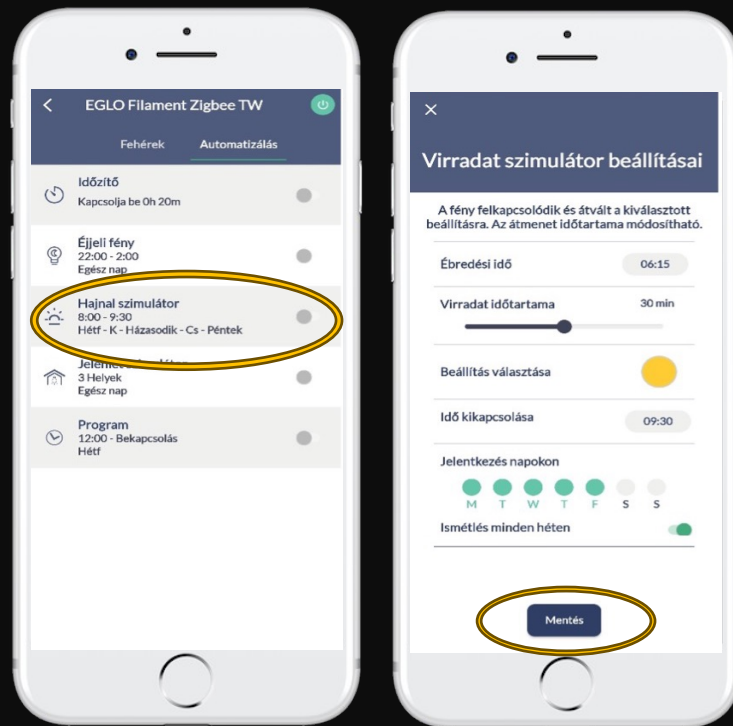 EGLO Filament Zigbee TW
Fehérek Automatizálás
Időzítő
Kapcsolja be 0h 20m
Éjjeli fény
22:00 - 2:00
Egész nap
Hajnal szimulátor
8:00 - 9:30
Hétf - K - Házasodik - Cs - Péntek
3 Helyek
Egész nap
Program
12:00 - Bekapcsolás
Hétf
Virradat szimulátor beállításai
A fény felkapcsolódik és átvált a kiválasztott
beállításra. Az átmenet időtartama módosítható.
Ébredési idő 06:15
Virradat időtartama 30 min
Beállítás választása
Idő kikapcsolása 09:30
Jelentkezés napokon
M T W T F S S
Ismétlés minden héten
Mentés